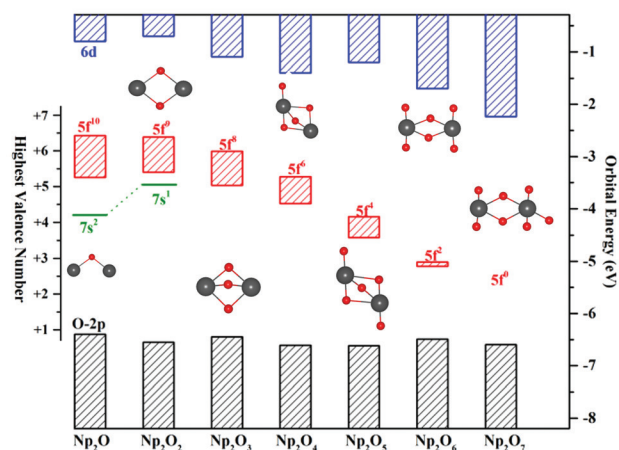 6d
-1
-2
-3
-4
-5
-6
-7
-8
Orbital Energy (eV)
+7
+6
+5
+4
+3
+2
+1
Highest Valence Number
5f¹⁰
5f⁹
5f⁸
5f⁶
5f⁴
5f²
5f⁰
7s²
7s¹
O-2p
Np₂O
Np₂O₂
Np₂O₃
Np₂O₄
Np₂O₅
Np₂O₆
Np₂O₇